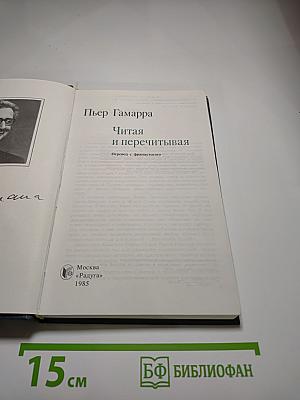 Пьер Гамарра
Читая
и перечитывая
Перевод с французского
Москва
«Радуга»
1985
15 см
БФ БИБЛИОФАН